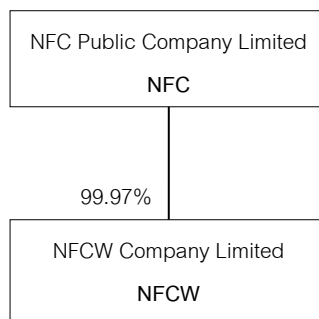 NFC Public Company Limited
NFC
99.97%
NFCW Company Limited
NFCW